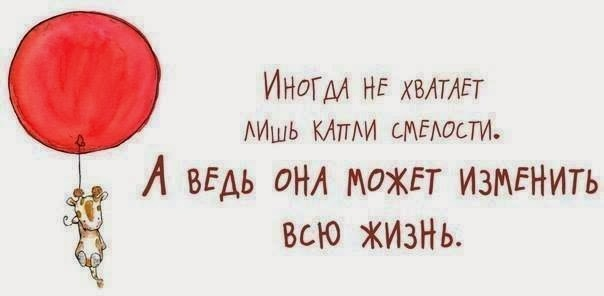 Иногда не хватает
лишь капли смелости.
А ведь она может изменить
всю жизнь.